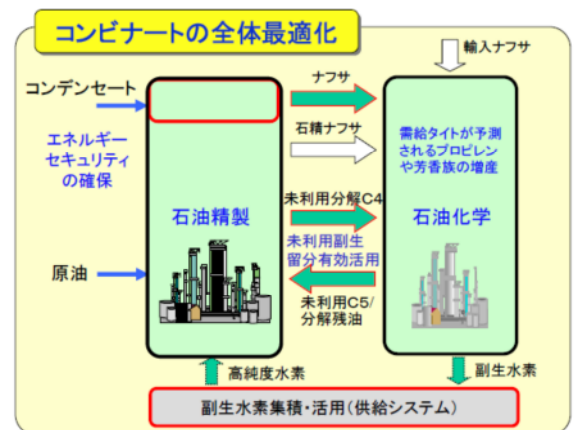 コンビナートの全体最適化
輸入ナフサ
コンデンセート
ナフサ
エネルギー
セキュリティ
の確保
石精ナフサ
需給タイトが予測
されるプロピレン
や芳香族の増産
未利用分解C4
石油精製
石油化学
未利用副生
留分有効活用
原油
未利用C5/
分解残油
高純度水素
副生水素
副生水素集積・活用(供給システム)